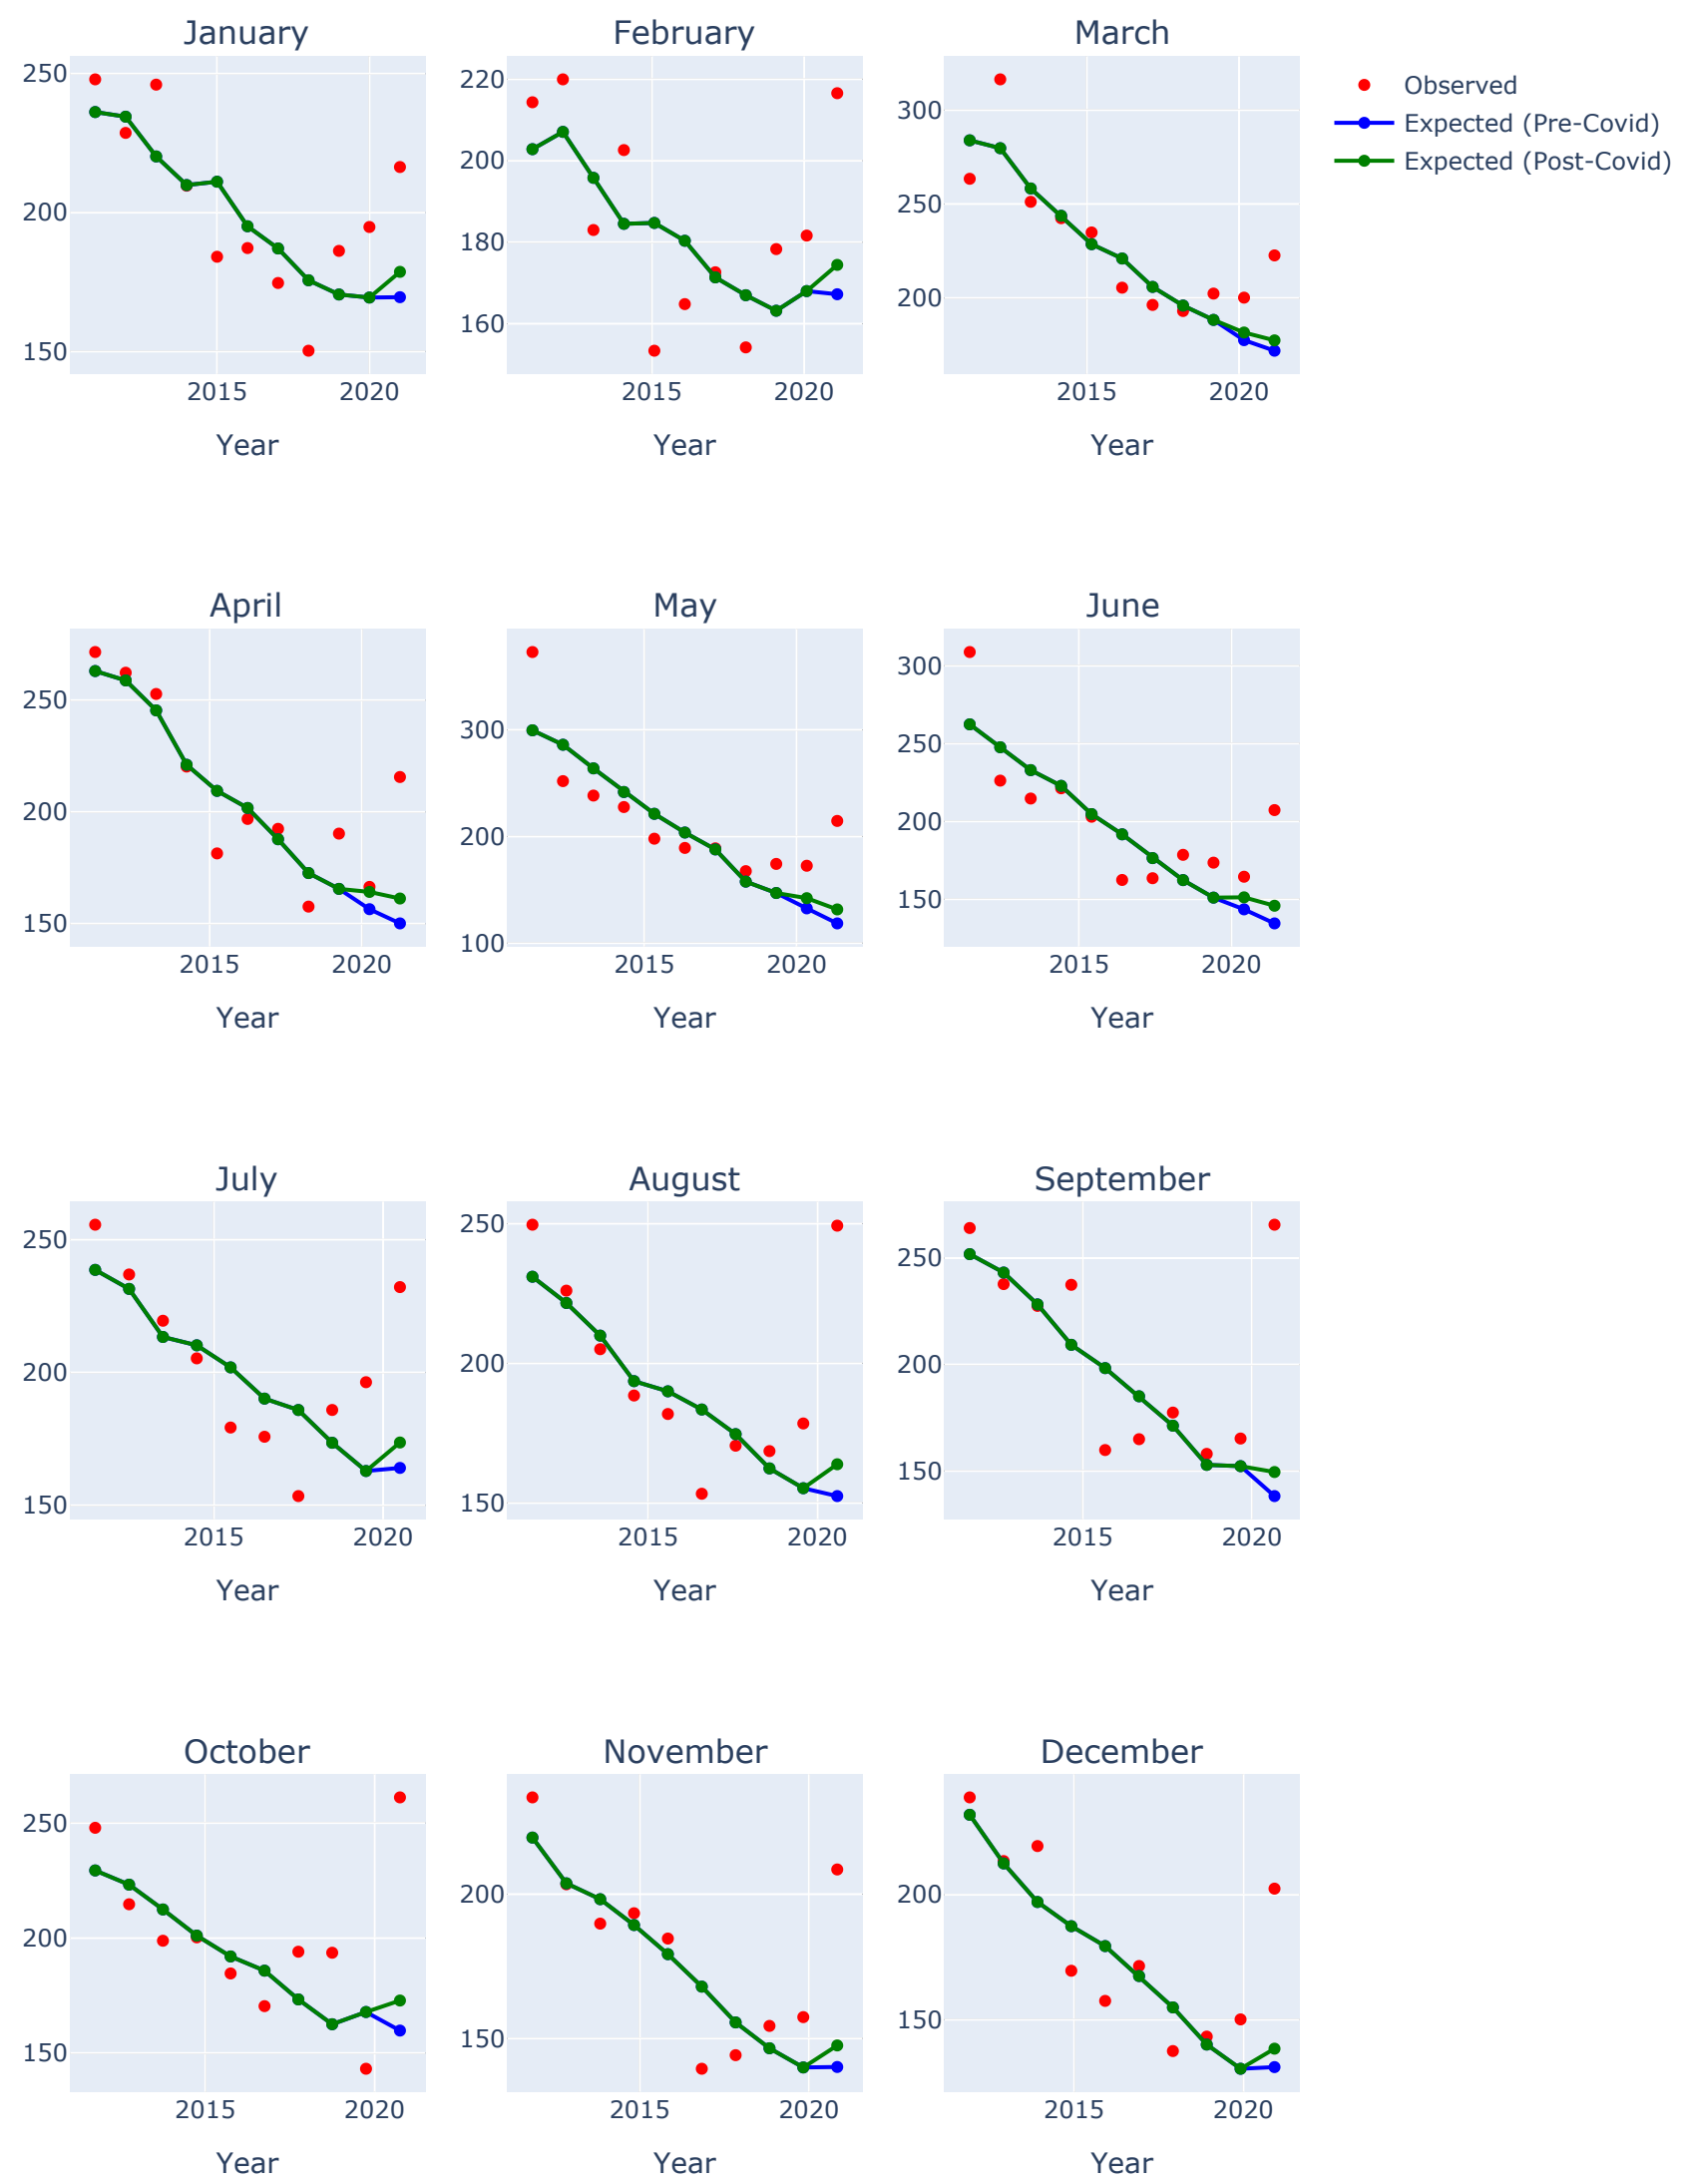 January
February
March
250
200
150
2015
2020
Year
220
200
180
160
2015
2020
Year
300
250
200
2015
2020
Year
Observed
Expected (Pre-Covid)
Expected (Post-Covid)
April
May
June
250
200
150
2015
2020
Year
300
200
100
2015
2020
Year
300
250
200
150
2015
2020
Year
July
August
September
250
200
150
2015
2020
Year
250
200
150
2015
2020
Year
250
200
150
2015
2020
Year
October
November
December
250
200
150
2015
2020
Year
200
150
2015
2020
Year
200
150
2015
2020
Year